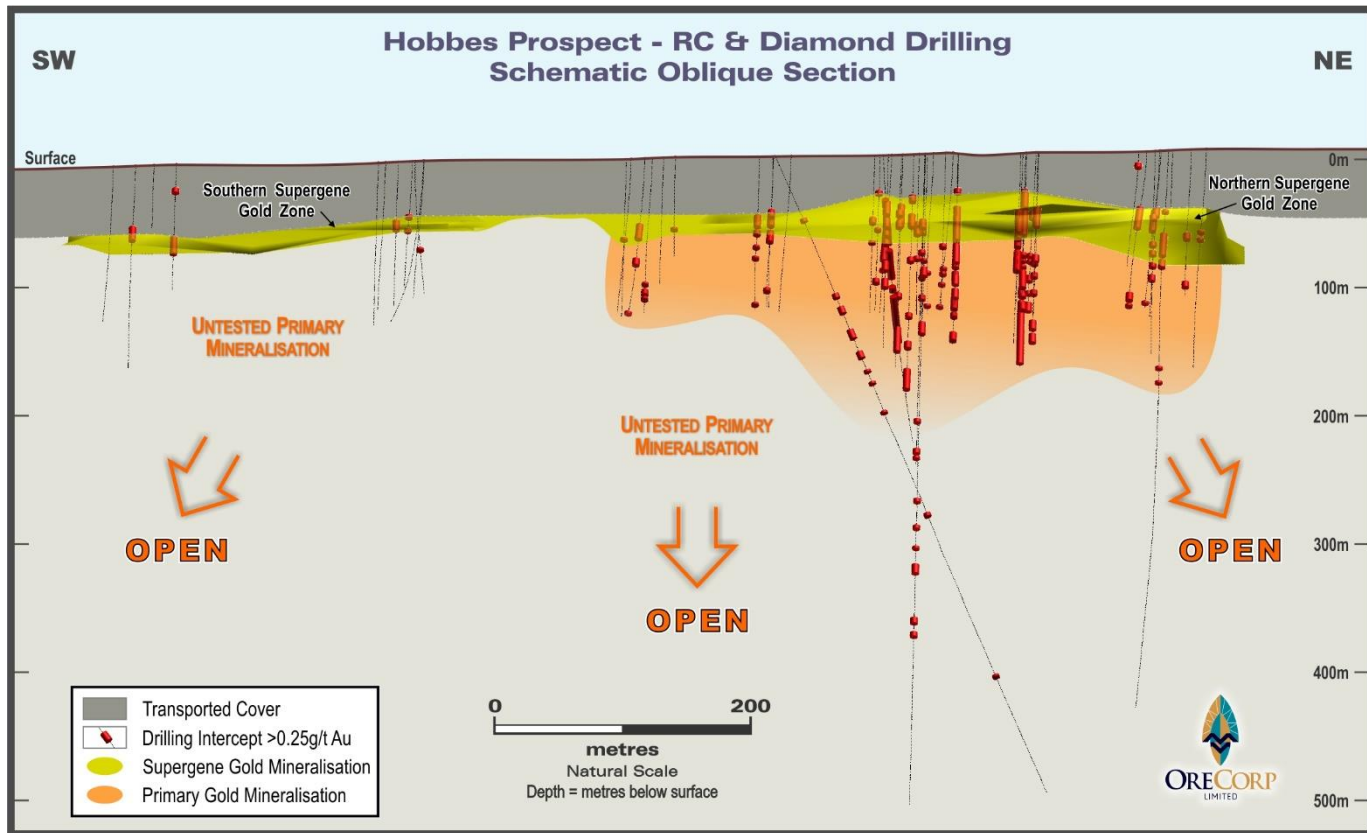 Hobbes Prospect - RC & Diamond Drilling
Schematic Oblique Section
SW
NE
Surface
0m
Southern Supergene
Gold Zone
Northern Supergene
Gold Zone
100m
UNTESTED PRIMARY
MINERALISATION
200m
UNTESTED PRIMARY
MINERALISATION
OPEN
OPEN
OPEN
300m
400m
500m
Transported Cover
Drilling Intercept >0.25g/t Au
Supergene Gold Mineralisation
Primary Gold Mineralisation
0
200
metres
Natural Scale
Depth = metres below surface
ORECORP
LIMITED